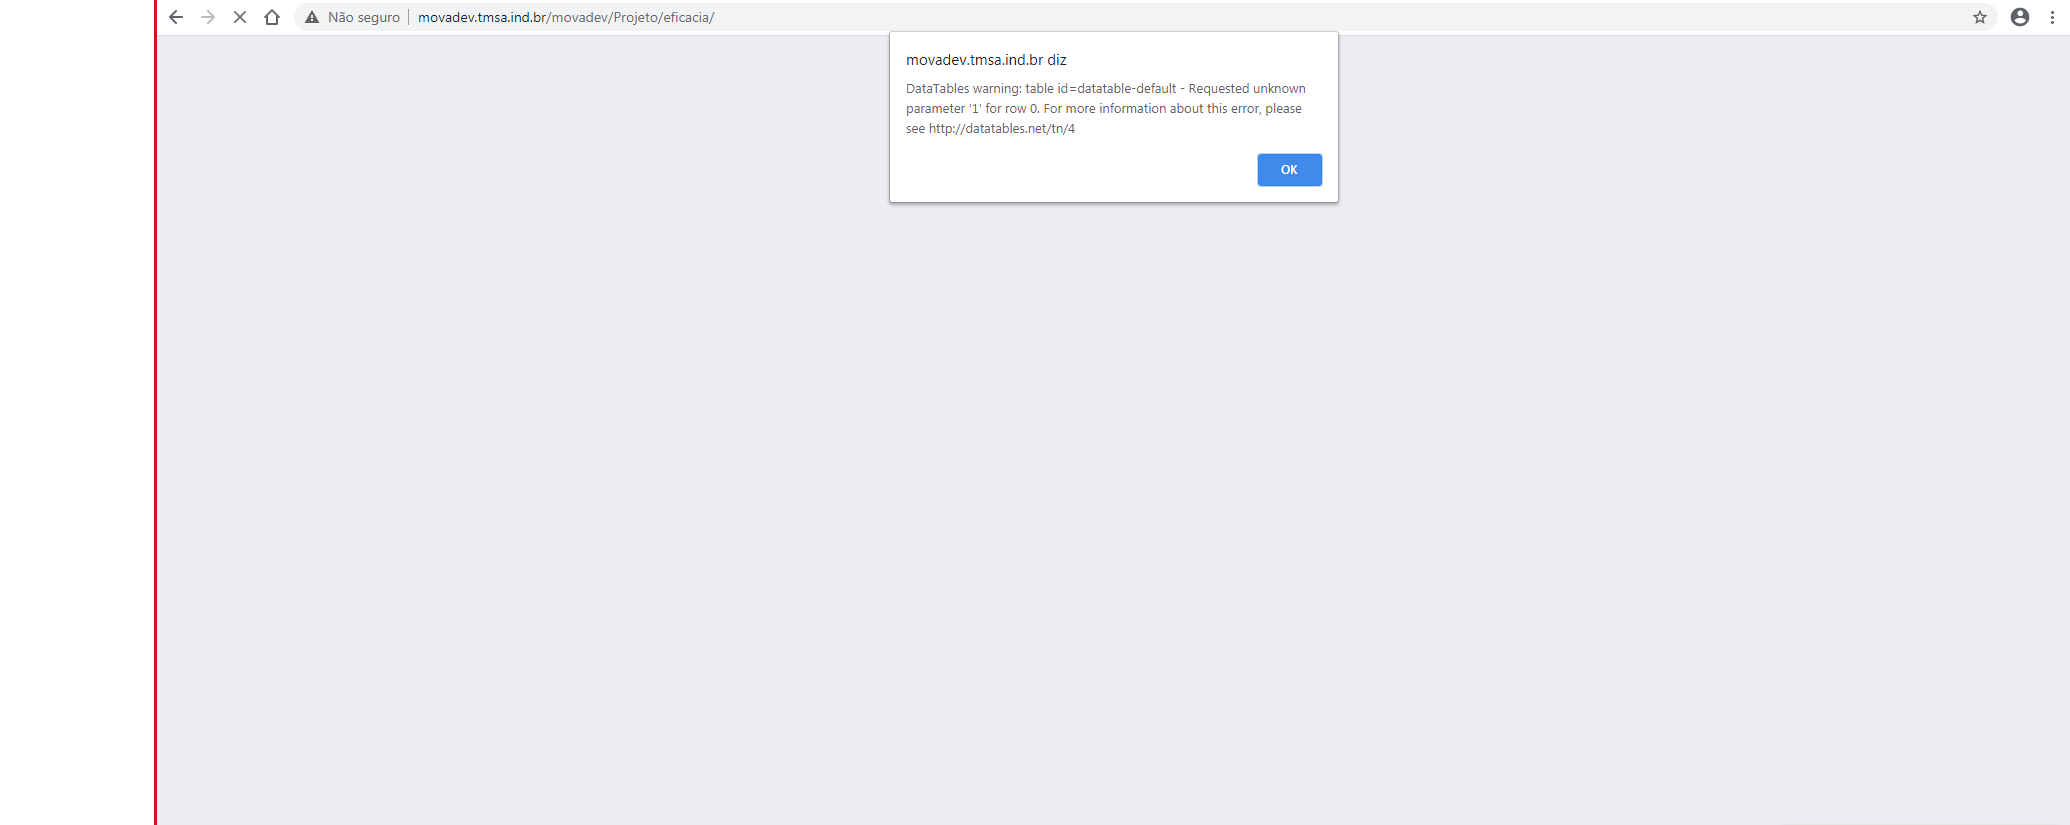 Não seguro movadev.tmsa.ind.br/movadev/Projeto/eficacia/
movadev.tmsa.ind.br diz
DataTables warning: table id=datatable-default - Requested unknown
parameter '1' for row 0. For more information about this error, please
see http://datatables.net/tn/4
OK